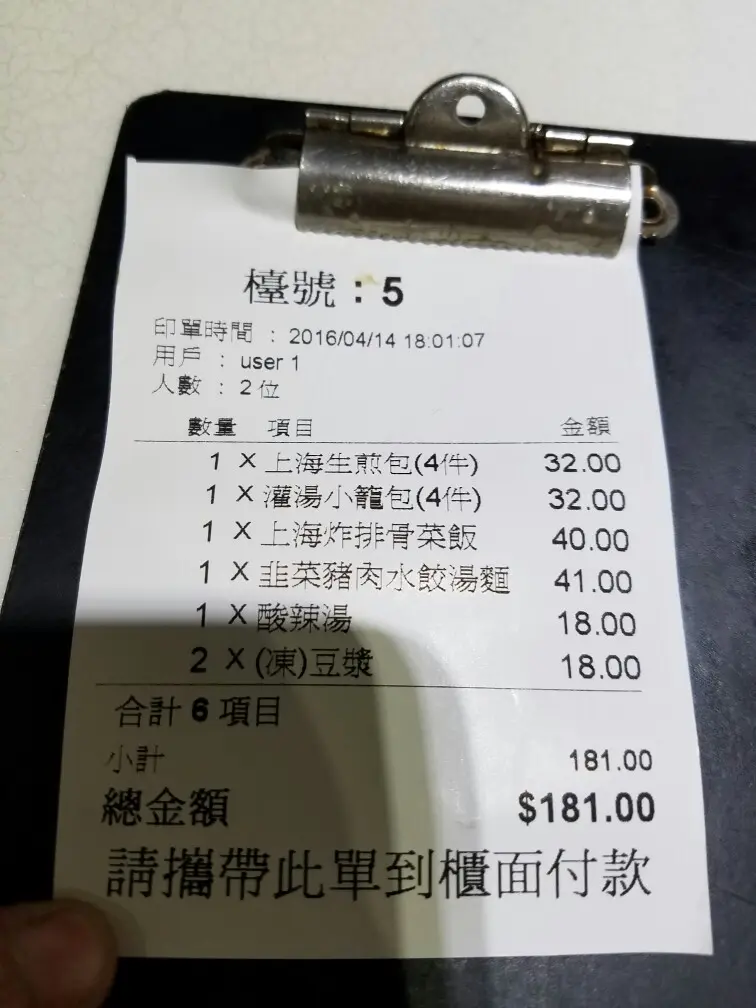 檯號：5
印單時間 ： 2016/04/14 18:01:07
用戶 ： user 1
人數 ： 2 位
數量 項目 金額
1 X 上海生煎包(4件) 32.00
1 X 灌湯小籠包(4件) 32.00
1 X 上海炸排骨菜飯 40.00
1 X 韭菜豬肉水餃湯麵 41.00
1 X 酸辣湯 18.00
2 X (凍)豆漿 18.00
合計 6 項目
小計 181.00
總金額 $181.00
請攜帶此單到櫃面付款